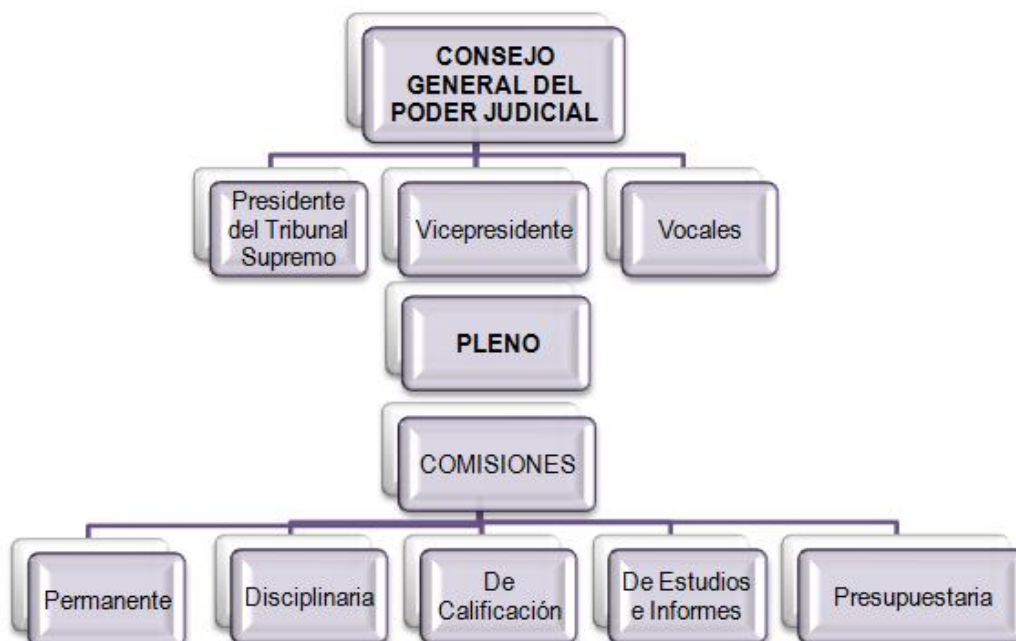 CONSEJO
GENERAL DEL
PODER JUDICIAL
Presidente
del Tribunal
Supremo
Vicepresidente
Vocales
PLENO
COMISIONES
Permanente
Disciplinaria
De
Calificación
De Estudios
e Informes
Presupuestaria